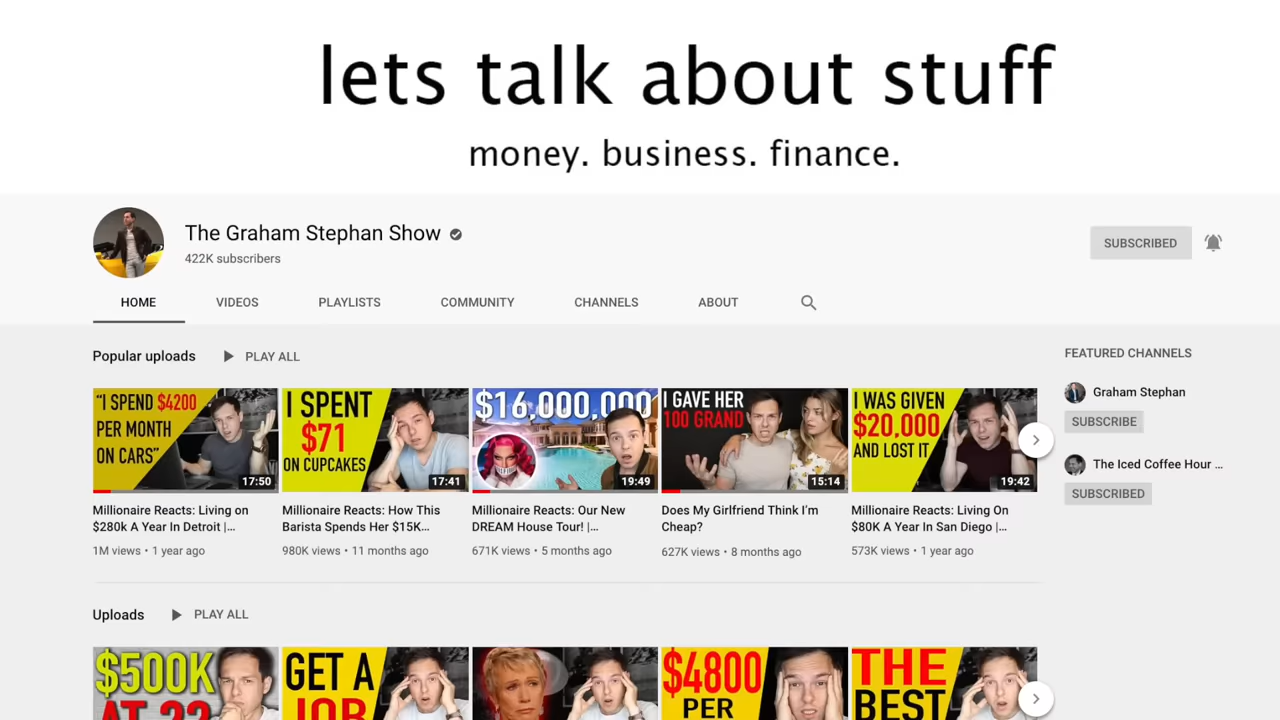 lets talk about stuff
money. business. finance.
The Graham Stephan Show
422K subscribers
SUBSCRIBED
HOME
VIDEOS
PLAYLISTS
COMMUNITY
CHANNELS
ABOUT
Popular uploads
PLAY ALL
FEATURED CHANNELS
Graham Stephan
SUBSCRIBE
The Iced Coffee Hour ...
SUBSCRIBED
"I SPEND $4200
PER MONTH
ON CARS"
17:50
Millionaire Reacts: Living on
$280k A Year In Detroit |...
1M views • 1 year ago
I SPENT
$71
ON CUPCAKES
17:41
Millionaire Reacts: How This
Barista Spends Her $15K...
980K views • 11 months ago
$16,000,000
19:49
Millionaire Reacts: Our New
DREAM House Tour! |...
671K views • 5 months ago
I GAVE HER
100 GRAND
15:14
Does My Girlfriend Think I'm
Cheap?
627K views • 8 months ago
I WAS GIVEN
$20,000
AND LOST IT
19:42
Millionaire Reacts: Living On
$80K A Year In San Diego |...
573K views • 1 year ago
Uploads
PLAY ALL
$500K
AT 22
GET A
JOB
$4800
PER
THE
BEST